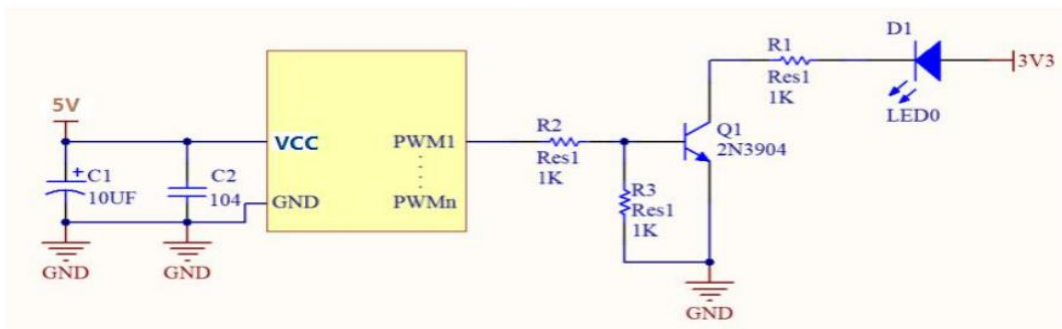 5V
C1
10UF
C2
104
GND
GND
VCC
GND
PWM1
PWMn
R2
Res1
1K
R3
Res1
1K
Q1
2N3904
R1
Res1
1K
D1
LED0
3V3
GND